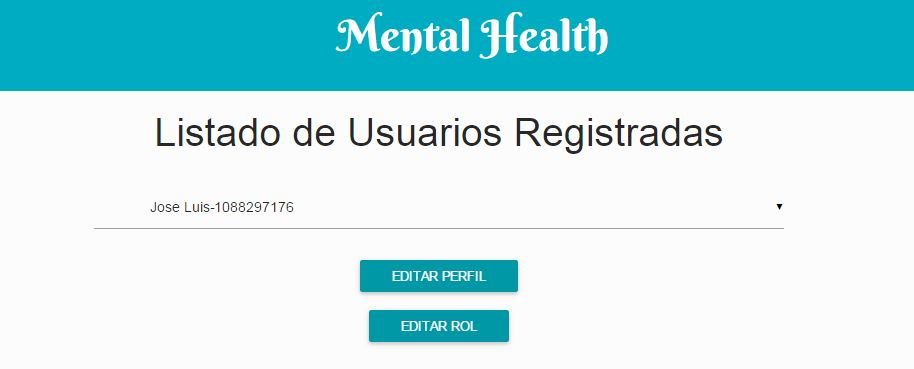 Mental Health
Listado de Usuarios Registradas
Jose Luis-1088297176
EDITAR PERFIL
EDITAR ROL